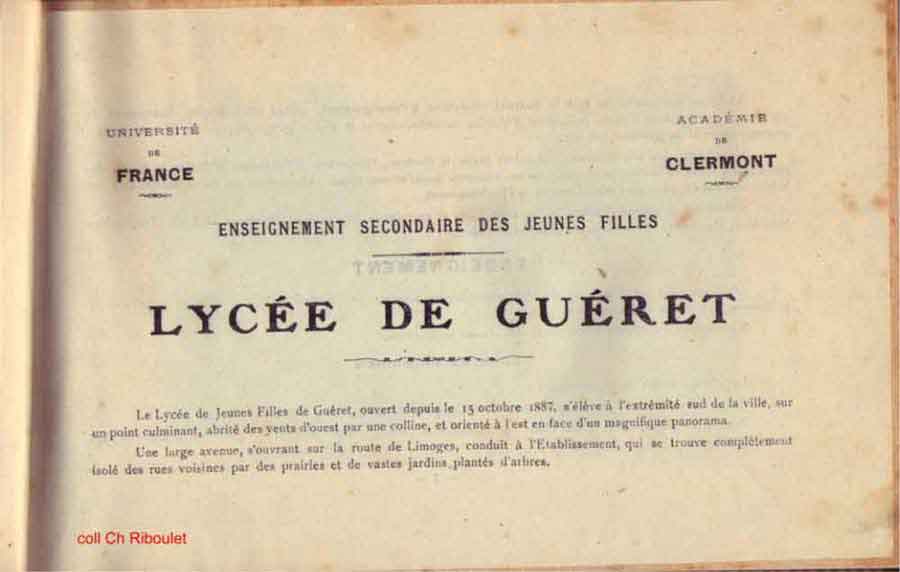 UNIVERSITÉ
DE
FRANCE
ACADÉMIE
DE
CLERMONT
ENSEIGNEMENT SECONDAIRE DES JEUNES FILLES
LYCÉE DE GUÉRET
Le Lycée de Jeunes Filles de Guéret, ouvert depuis le 15 octobre 1887, s'élève à l'extrémité sud de la ville, sur
un point culminant, abrité des vents d'ouest par une colline, et orienté à l'est en face d'un magnifique panorama.
Une large avenue, s'ouvrant sur la route de Limoges, conduit à l'Etablissement, qui se trouve complètement
isolé des rues voisines par des prairies et de vastes jardins plantés d'arbres.
coll Ch Riboulet